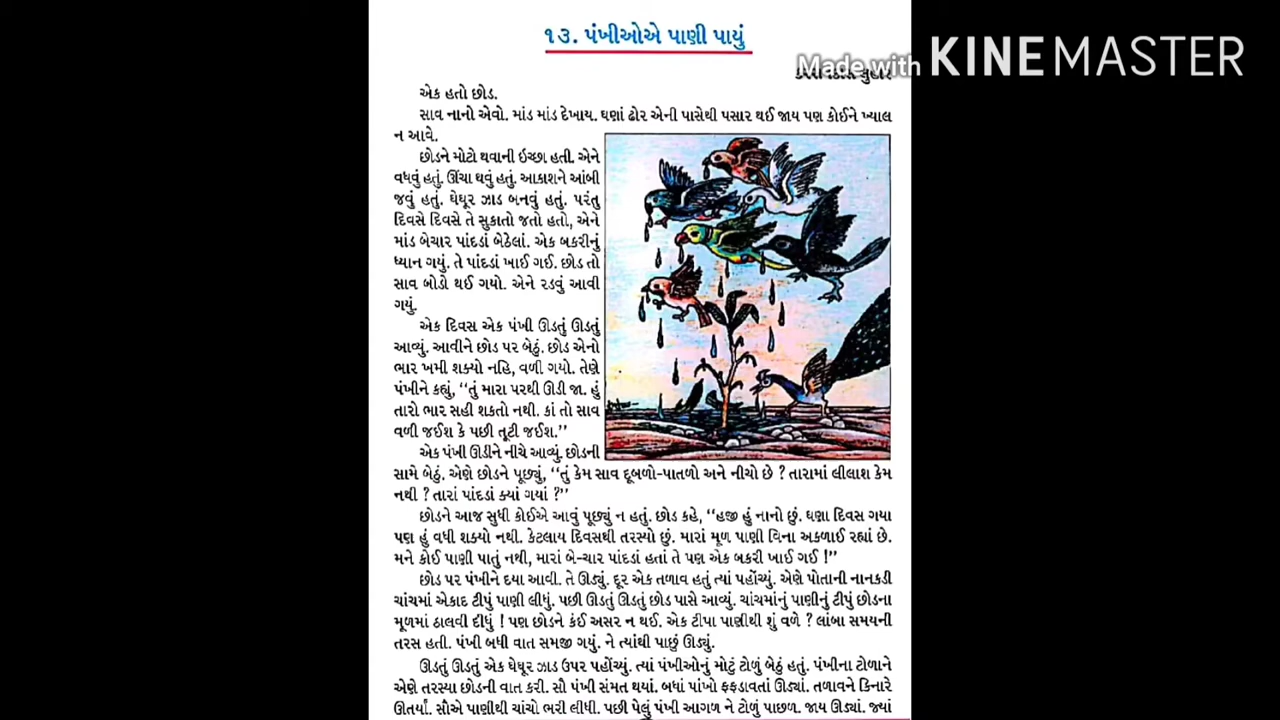 ૧૩. પંખીઓએ પાણી પાયું
Made with KINEMASTER
લુહાર
એક હતો છોડ.
સાવ નાનો એવો. માંડ માંડ દેખાય. ઘણાં ઢોર એની પાસેથી પસાર થઈ જાય પણ કોઈને ખ્યાલ
ન આવે.
છોડને મોટો થવાની ઇચ્છા હતી. એને
વધવું હતું. ઊંચા થવું હતું. આકાશને આંબી
જવું હતું. ઘેઘૂર ઝાડ બનવું હતું. પરંતુ
દિવસે દિવસે તે સુકાતો જતો હતો, એને
માંડ બેચાર પાંદડાં બેઠેલાં. એક બકરીનું
ધ્યાન ગયું. તે પાંદડાં ખાઈ ગઈ. છોડ તો
સાવ બોડો થઈ ગયો. એને રડવું આવી
ગયું.
એક દિવસ એક પંખી ઊડતું ઊડતું
આવ્યું. આવીને છોડ પર બેઠું. છોડ એનો
ભાર ખમી શક્યો નહિ, વળી ગયો. તેણે
પંખીને કહ્યું, ‘‘તું મારા પરથી ઊડી જા. હું
તારો ભાર સહી શકતો નથી. કાં તો સાવ
વળી જઈશ કે પછી તૂટી જઈશ.’’
એક પંખી ઊડીને નીચે આવ્યું. છોડની
સામે બેઠું. એણે છોડને પૂછ્યું, ‘‘તું કેમ સાવ દૂબળો-પાતળો અને નીચો છે ? તારામાં લીલાશ કેમ
નથી ? તારાં પાંદડાં ક્યાં ગયાં ?’’
છોડને આજ સુધી કોઈએ આવું પૂછ્યું ન હતું. છોડ કહે, ‘‘હજી હું નાનો છું. ઘણા દિવસ ગયા
પણ હું વધી શક્યો નથી. કેટલાય દિવસથી તરસ્યો છું. મારાં મૂળ પાણી વિના અકળાઈ રહ્યાં છે.
મને કોઈ પાણી પાતું નથી, મારાં બે-ચાર પાંદડાં હતાં તે પણ એક બકરી ખાઈ ગઈ !’’
છોડ પર પંખીને દયા આવી. તે ઊડ્યું. દૂર એક તળાવ હતું ત્યાં પહોંચ્યું. એણે પોતાની નાનકડી
ચાંચમાં એકાદ ટીપું પાણી લીધું. પછી ઊડતું ઊડતું છોડ પાસે આવ્યું. ચાંચમાંનું પાણીનું ટીપું છોડના
મૂળમાં ઠાલવી દીધું ! પણ છોડને કંઈ અસર ન થઈ. એક ટીપા પાણીથી શું વળે ? લાંબા સમયની
તરસ હતી. પંખી બધી વાત સમજી ગયું. ને ત્યાંથી પાછું ઊડ્યું.
ઊડતું ઊડતું એક ઘેઘૂર ઝાડ ઉપર પહોંચ્યું. ત્યાં પંખીઓનું મોટું ટોળું બેઠું હતું. પંખીના ટોળાને
એણે તરસ્યા છોડની વાત કરી. સૌ પંખી સંમત થયાં. બધાં પાંખો ફફડાવતાં ઊડ્યાં. તળાવને કિનારે
ઊતર્યાં. સૌએ પાણીથી ચાંચો ભરી લીધી. પછી પેલું પંખી આગળ ને ટોળું પાછળ. જાય ઊડ્યાં. જ્યાં